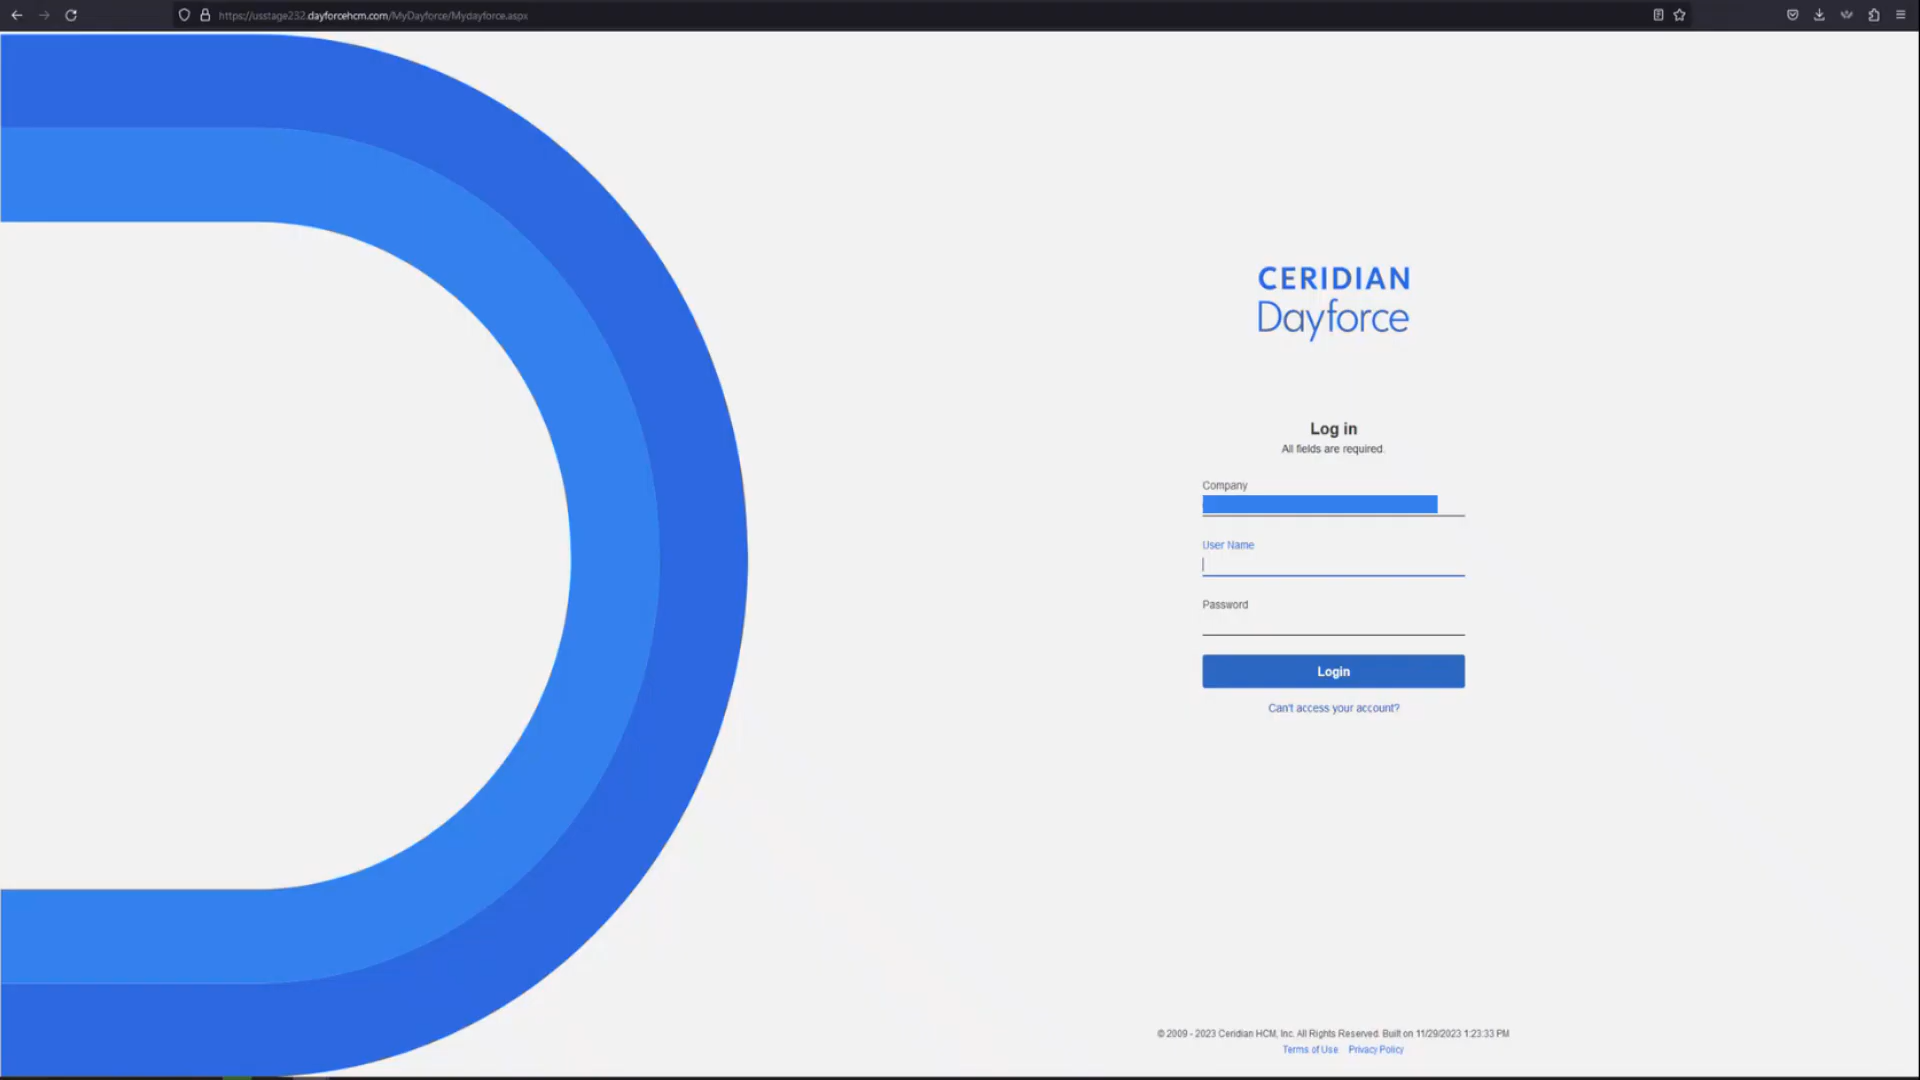 https://usstage232.dayforcehcm.com/MyDayforce/Mydayforce.aspx
CERIDIAN
Dayforce
Log in
All fields are required.
Company
User Name
Password
Login
Can't access your account?
© 2009 - 2023 Ceridian HCM, Inc. All Rights Reserved. Built on 11/29/2023 1:23:33 PM
Terms of Use Privacy Policy